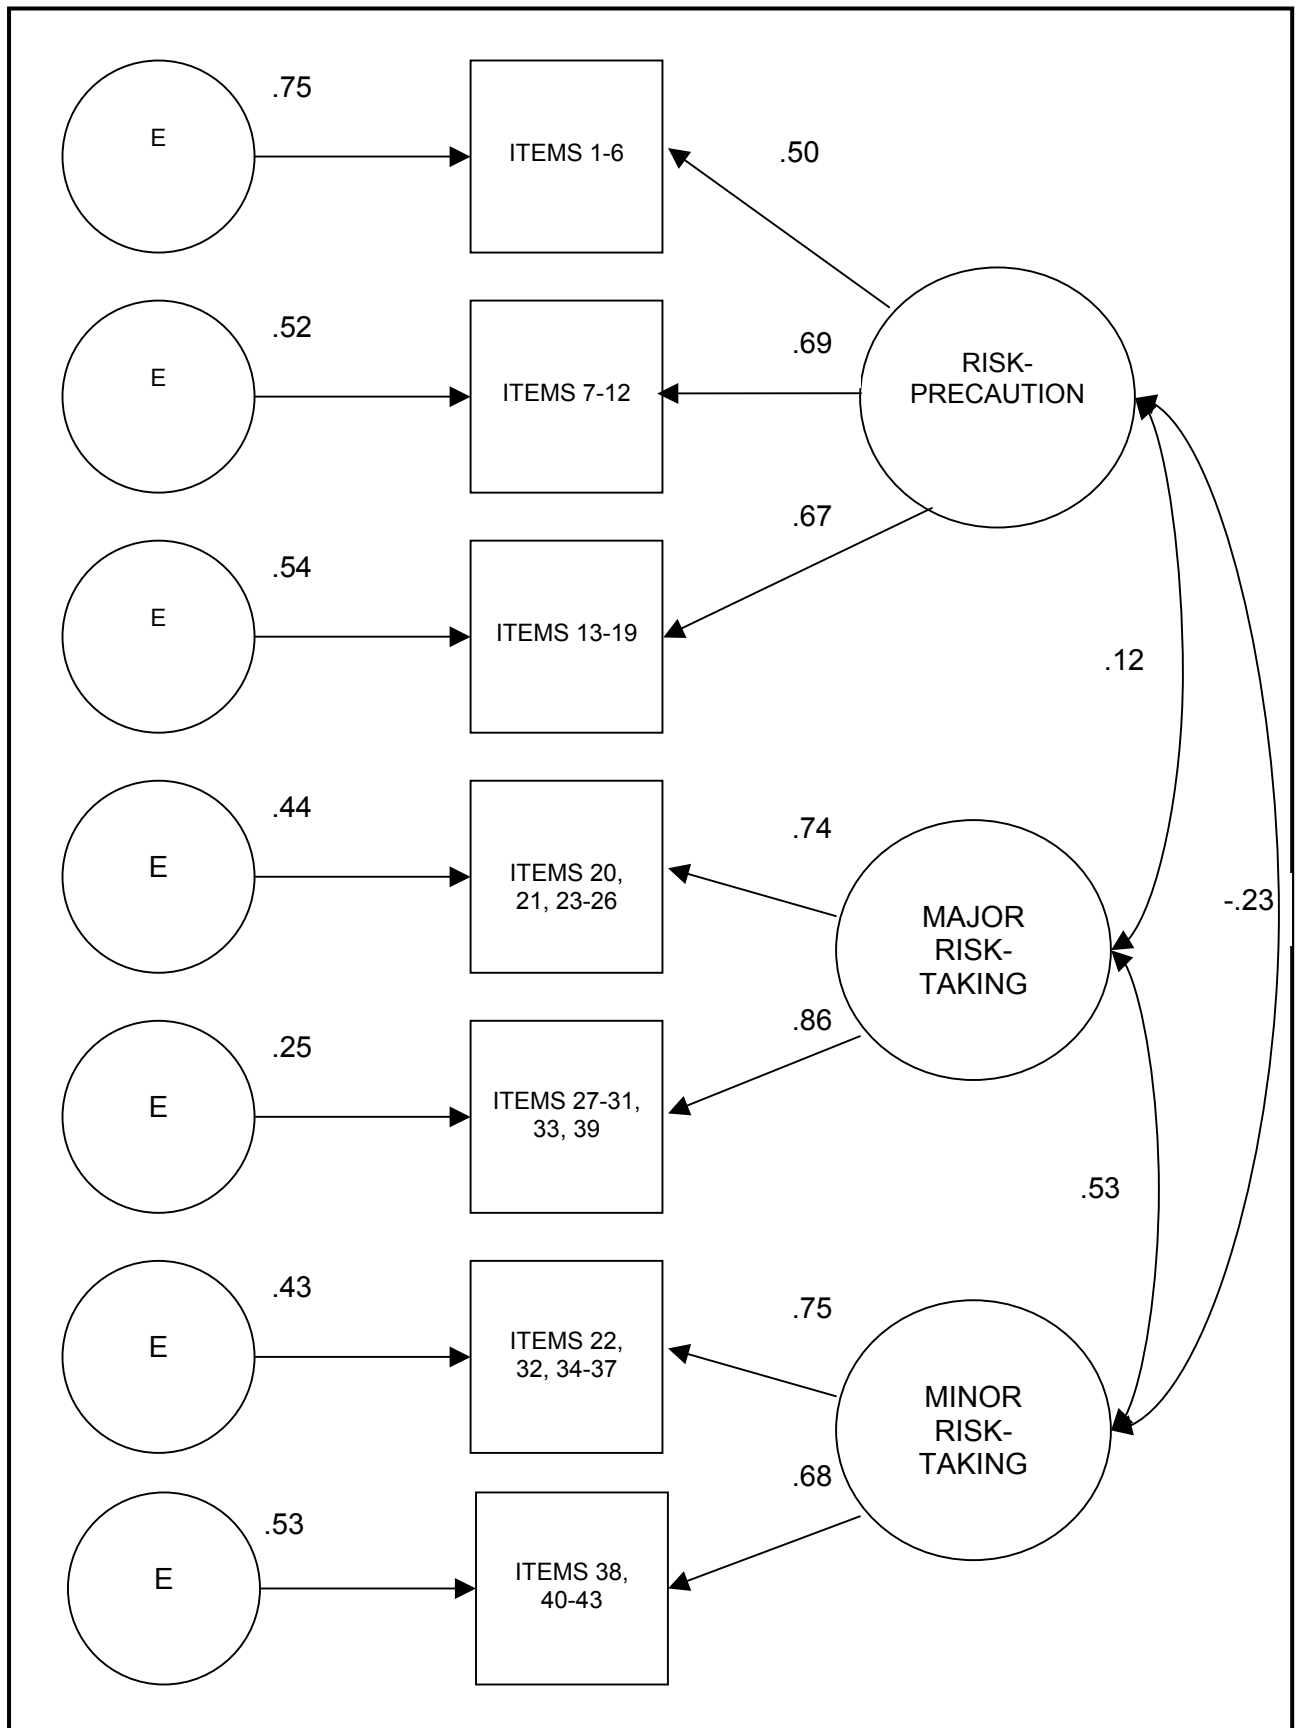 .75
E
ITEMS 1-6
.50
.52
E
ITEMS 7-12
.69
RISK-
PRECAUTION
.54
E
ITEMS 13-19
.67
.12
.44
E
ITEMS 20,
21, 23-26
.74
MAJOR
RISK-
TAKING
-.23
.25
E
ITEMS 27-31,
33, 39
.86
.53
.43
E
ITEMS 22,
32, 34-37
.75
MINOR
RISK-
TAKING
.53
E
ITEMS 38,
40-43
.68